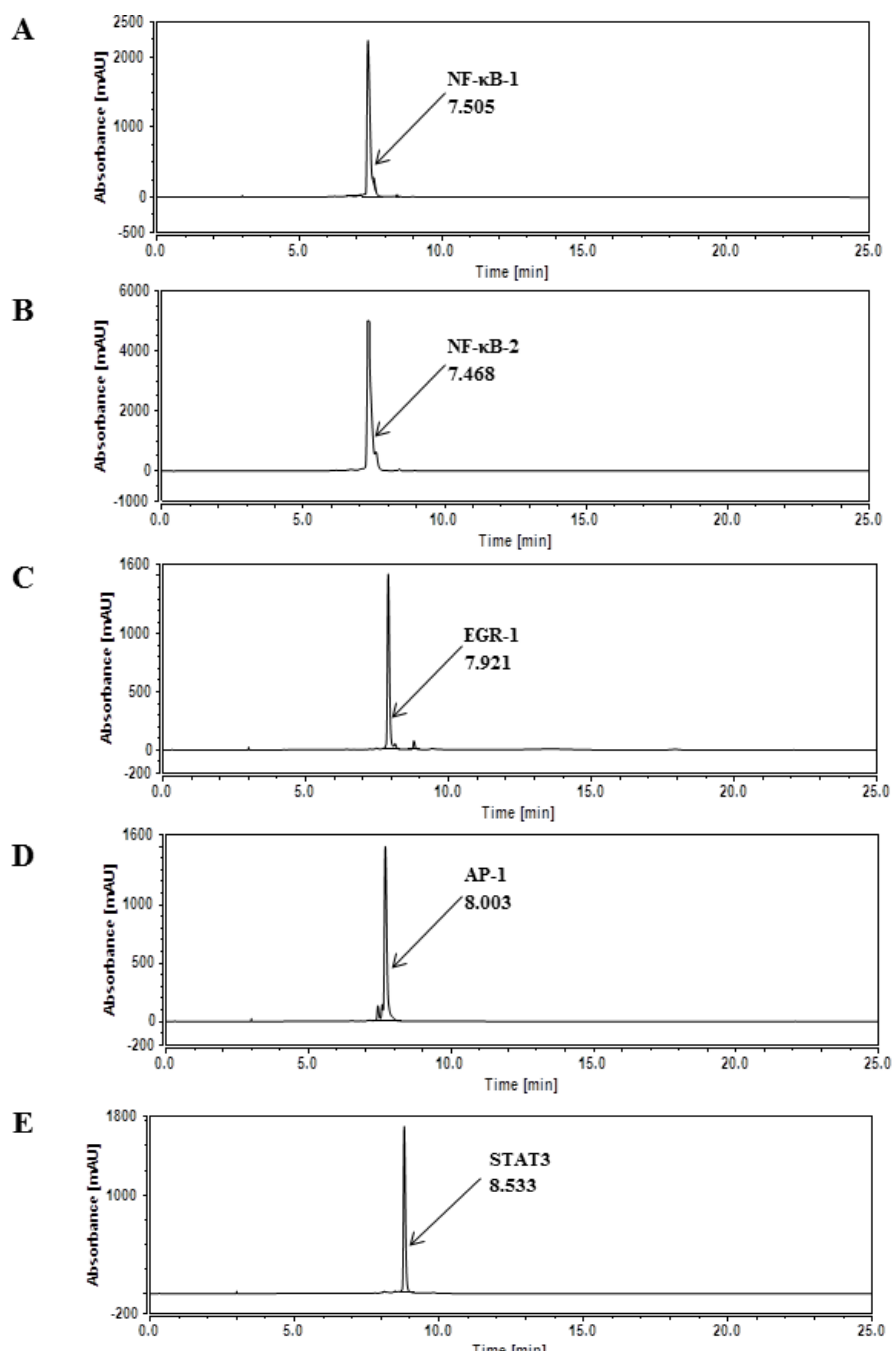 A
Absorbance [mAU]
2500
2000
1000
0
-500
NF-κB-1
7.505
0.0 5.0 10.0 15.0 20.0 25.0
Time [min]
B
Absorbance [mAU]
6000
4000
2000
0
-1000
NF-κB-2
7.468
0.0 5.0 10.0 15.0 20.0 25.0
Time [min]
C
Absorbance [mAU]
1600
1000
500
0
-200
EGR-1
7.921
0.0 5.0 10.0 15.0 20.0 25.0
Time [min]
D
Absorbance [mAU]
1600
1000
500
0
-200
AP-1
8.003
0.0 5.0 10.0 15.0 20.0 25.0
Time [min]
E
Absorbance [mAU]
1800
1000
-200
STAT3
8.533
0.0 5.0 10.0 15.0 20.0 25.0
Time [min]